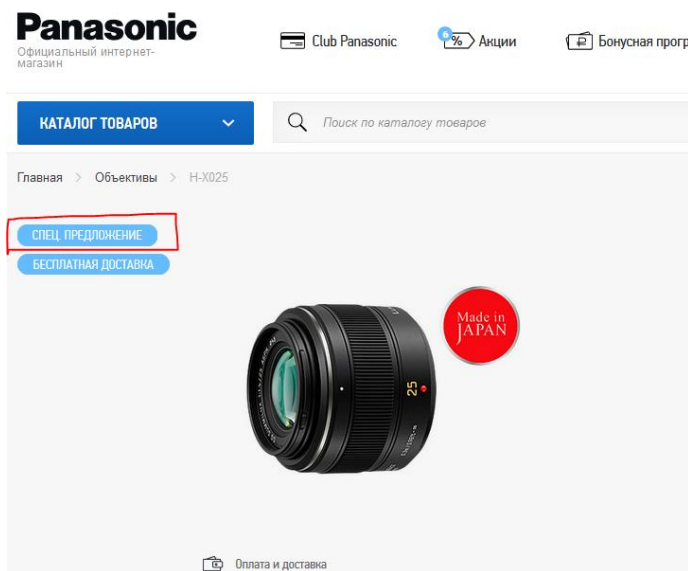 Panasonic
Официальный интернет-
магазин
Club Panasonic
6
%
Акции
Бонусная прогр
КАТАЛОГ ТОВАРОВ
Поиск по каталогу товаров
Главная > Объективы > H-X025
СПЕЦ. ПРЕДЛОЖЕНИЕ
БЕСПЛАТНАЯ ДОСТАВКА
Made in
JAPAN
25
Оплата и доставка